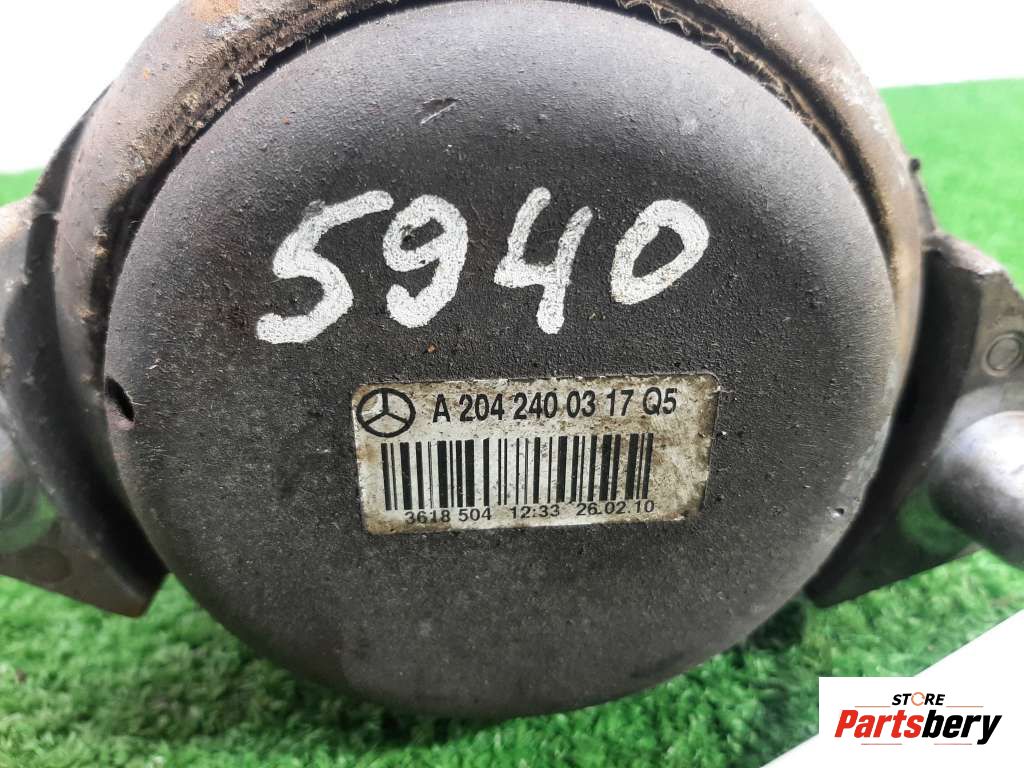 5940
A 204 240 03 17 Q5
3618 504 12:33 26.02.10
STORE
Partsbery